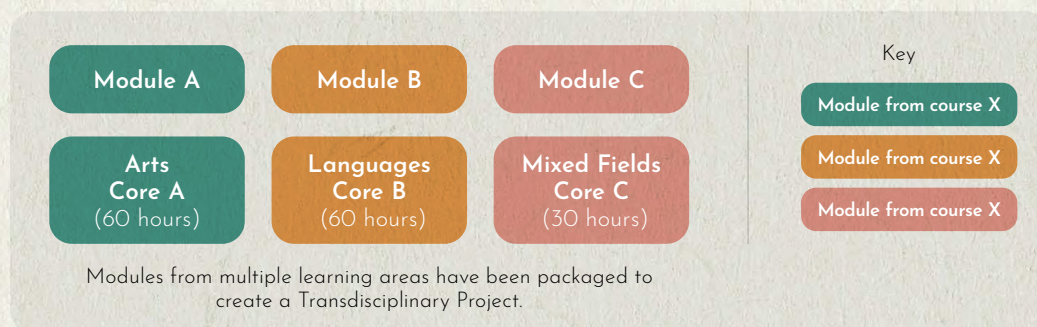 Module A
Module B
Module C
Arts
Core A
(60 hours)
Languages
Core B
(60 hours)
Mixed Fields
Core C
(30 hours)
Modules from multiple learning areas have been packaged to
create a Transdisciplinary Project.
Key
Module from course X
Module from course X
Module from course X